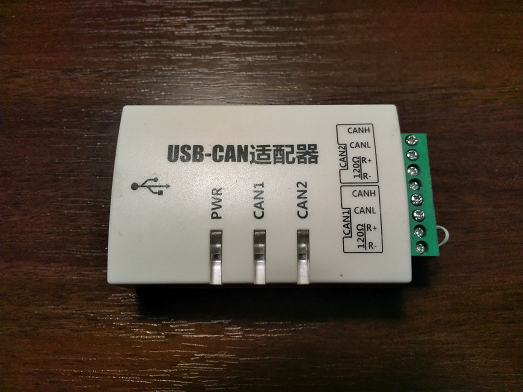 USB-CAN适配器
PWR
CAN1
CAN2
CAN2
CANH
CANL
120Ω
R+
R-
CAN1
CANH
CANL
120Ω
R+
R-